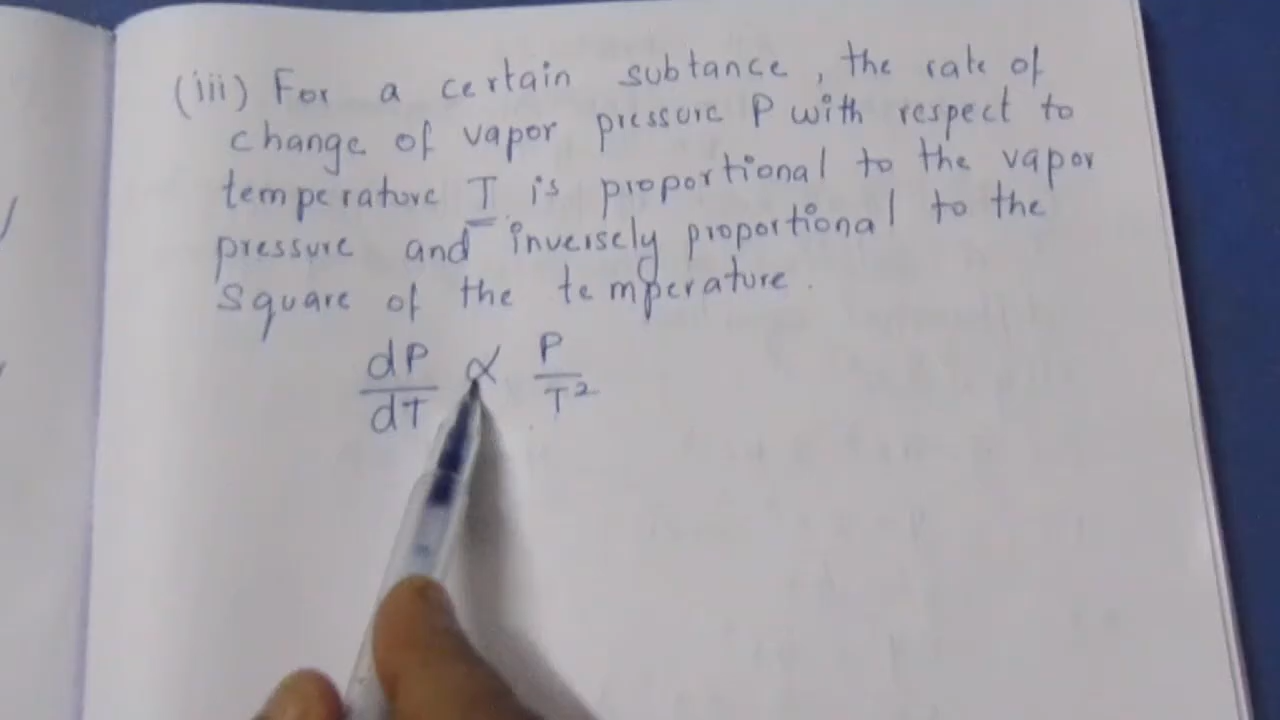 (iii) For a certain subtance, the rate of
change of vapor pressure P with respect to
temperature T is proportional to the vapor
pressure and inversely proportional to the
square of the temperature.
dP/dT ∝ P/T²